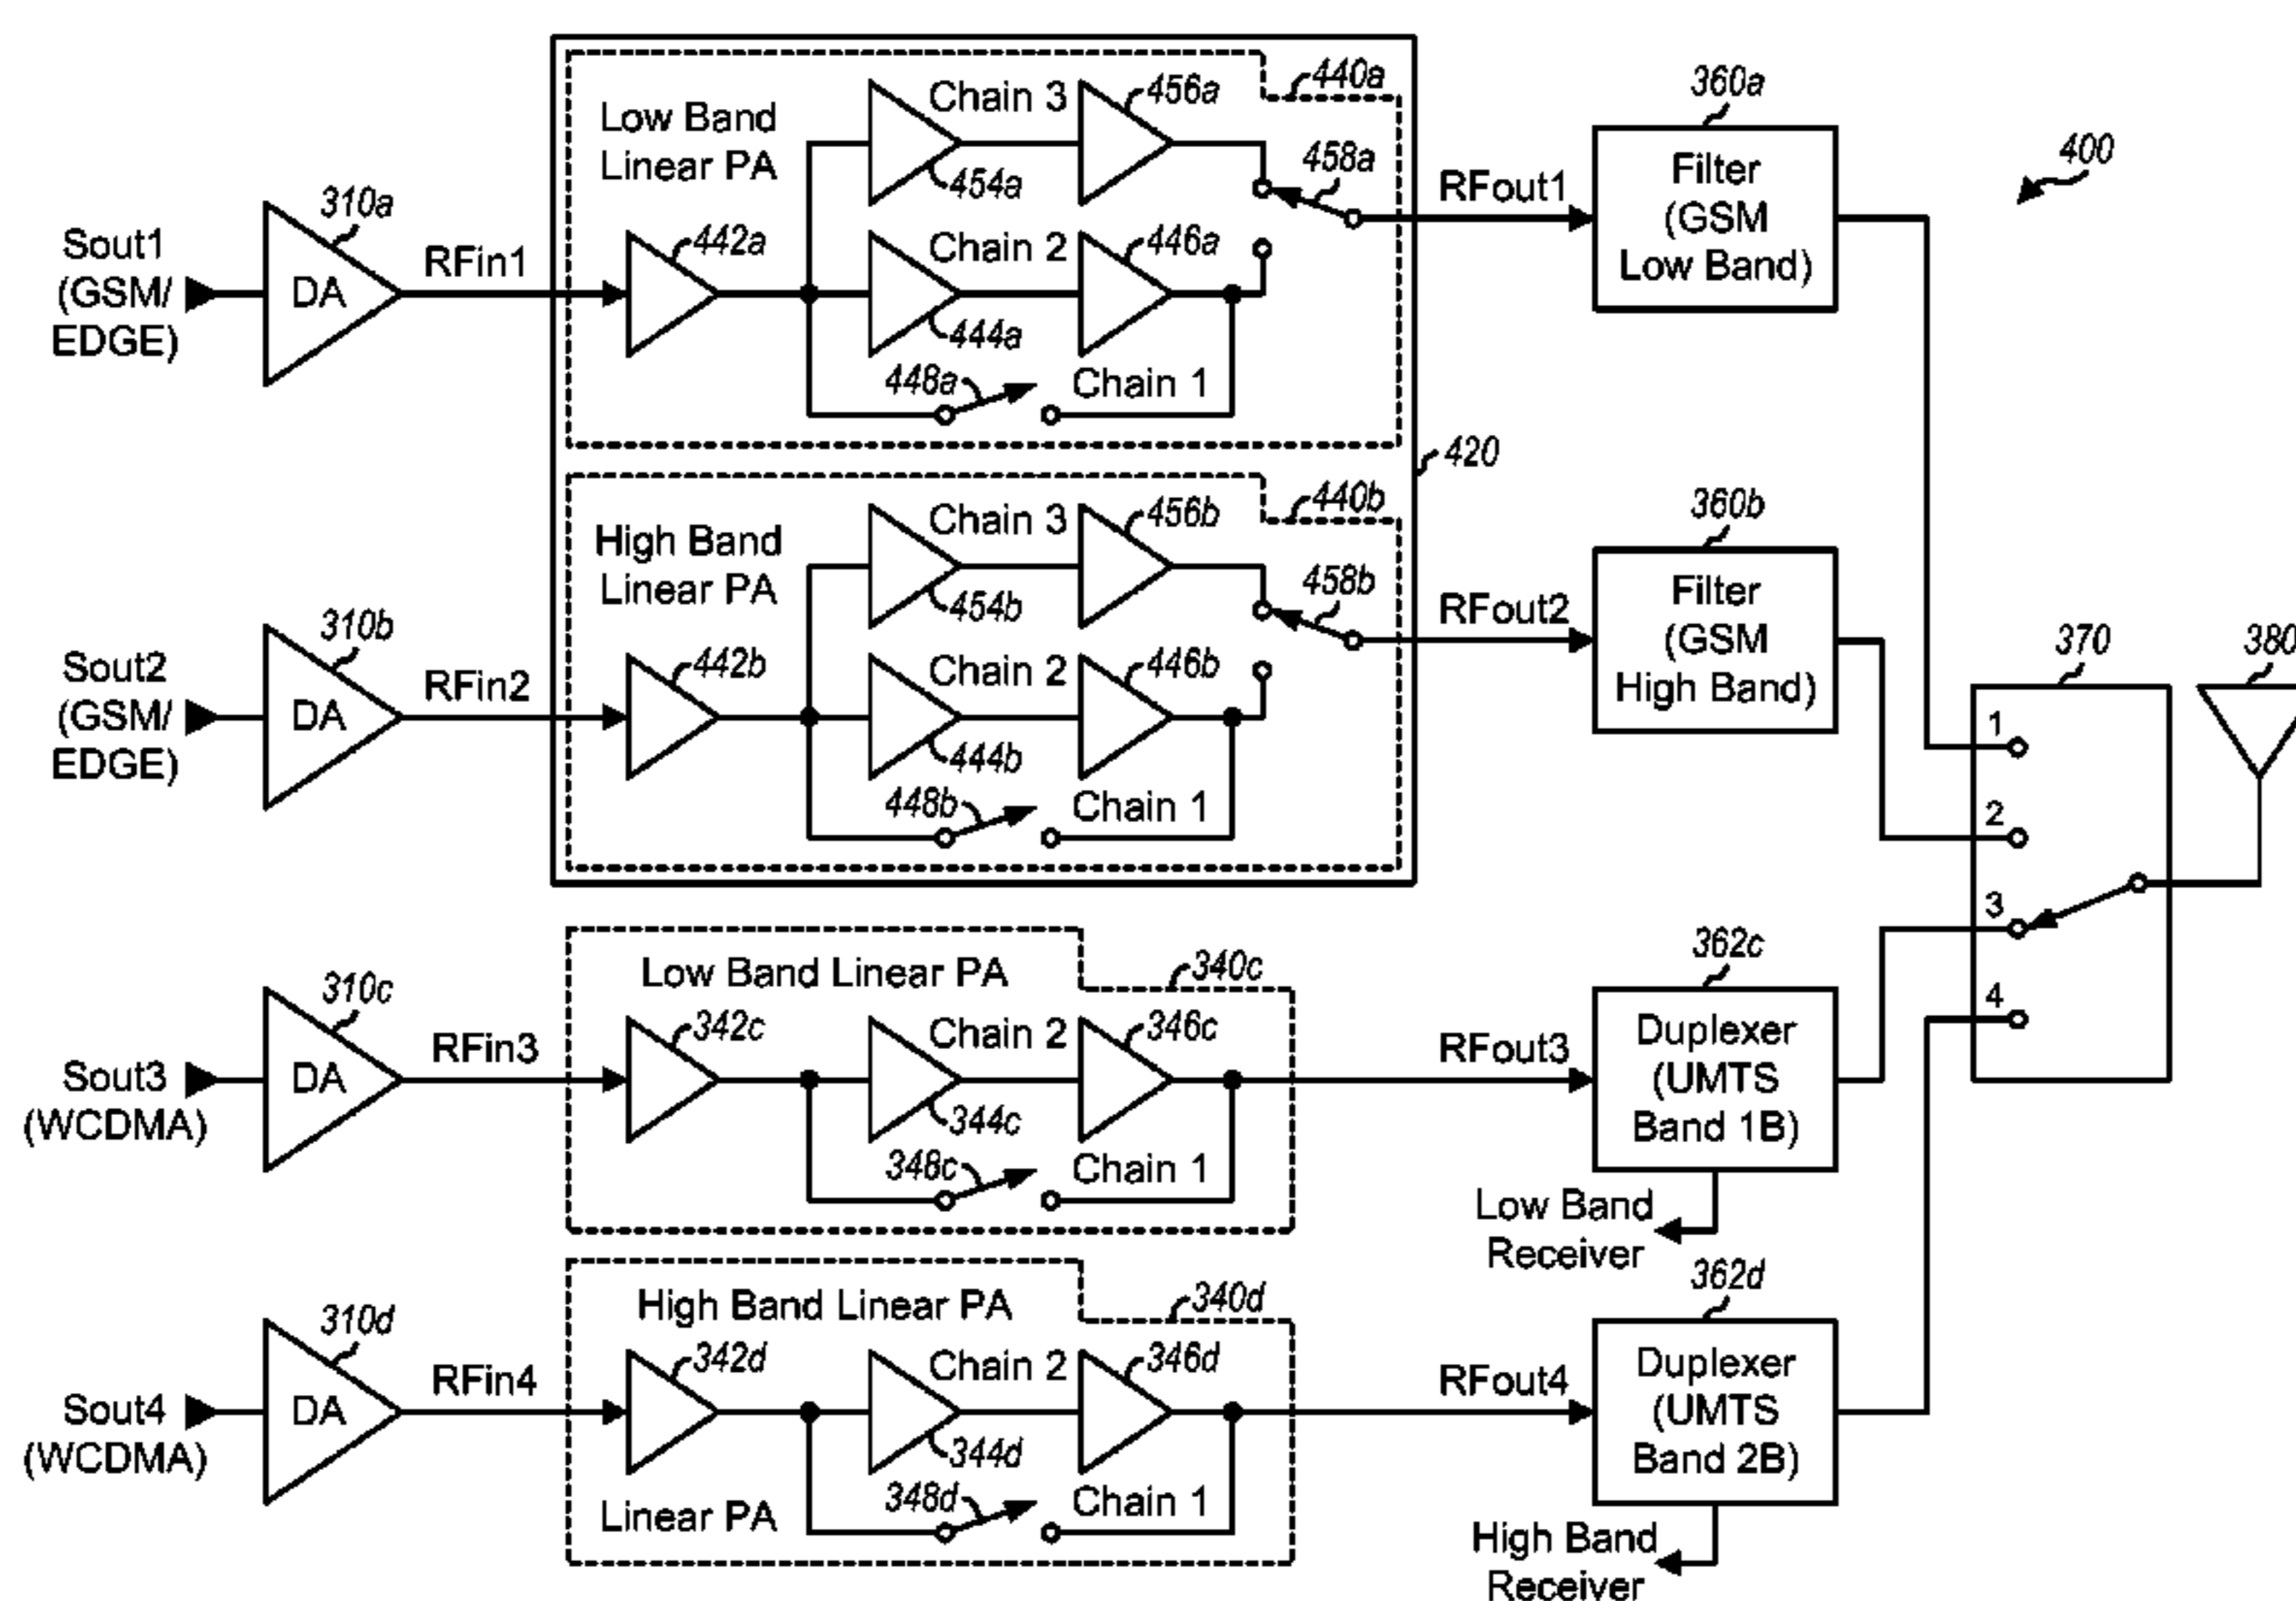 Low Band
Linear PA
Chain 3
456a
440a
454a
458a
442a
Chain 2
446a
444a
448a
Chain 1
Sout1
(GSM/
EDGE)
310a
DA
RFin1
RFout1
360a
Filter
(GSM
Low Band)
400
420
High Band
Linear PA
Chain 3
456b
440b
454b
458b
442b
Chain 2
446b
444b
448b
Chain 1
Sout2
(GSM/
EDGE)
310b
DA
RFin2
RFout2
360b
Filter
(GSM
High Band)
370
380
1
2
3
4
Low Band Linear PA
340c
Sout3
(WCDMA)
310c
DA
RFin3
342c
Chain 2
346c
344c
348c
Chain 1
RFout3
362c
Duplexer
(UMTS
Band 1B)
Low Band
Receiver
High Band Linear PA
340d
Sout4
(WCDMA)
310d
DA
RFin4
342d
Chain 2
346d
344d
348d
Chain 1
Linear PA
RFout4
362d
Duplexer
(UMTS
Band 2B)
High Band
Receiver